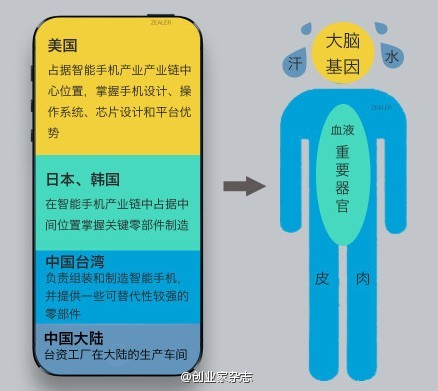 ZEALER
美国
占据智能手机产业产业链中
心位置，掌握手机设计、操
作系统、芯片设计和平台优
势
日本、韩国
在智能手机产业链中占据中
间位置掌握关键零部件制造
中国台湾
负责组装和制造智能手机，
并提供一些可替代性较强的
零部件
中国大陆
台资工厂在大陆的生产车间
大脑
基因
汗
水
ZEALER
血液
重
要
器
官
皮
肉
@创业家杂志